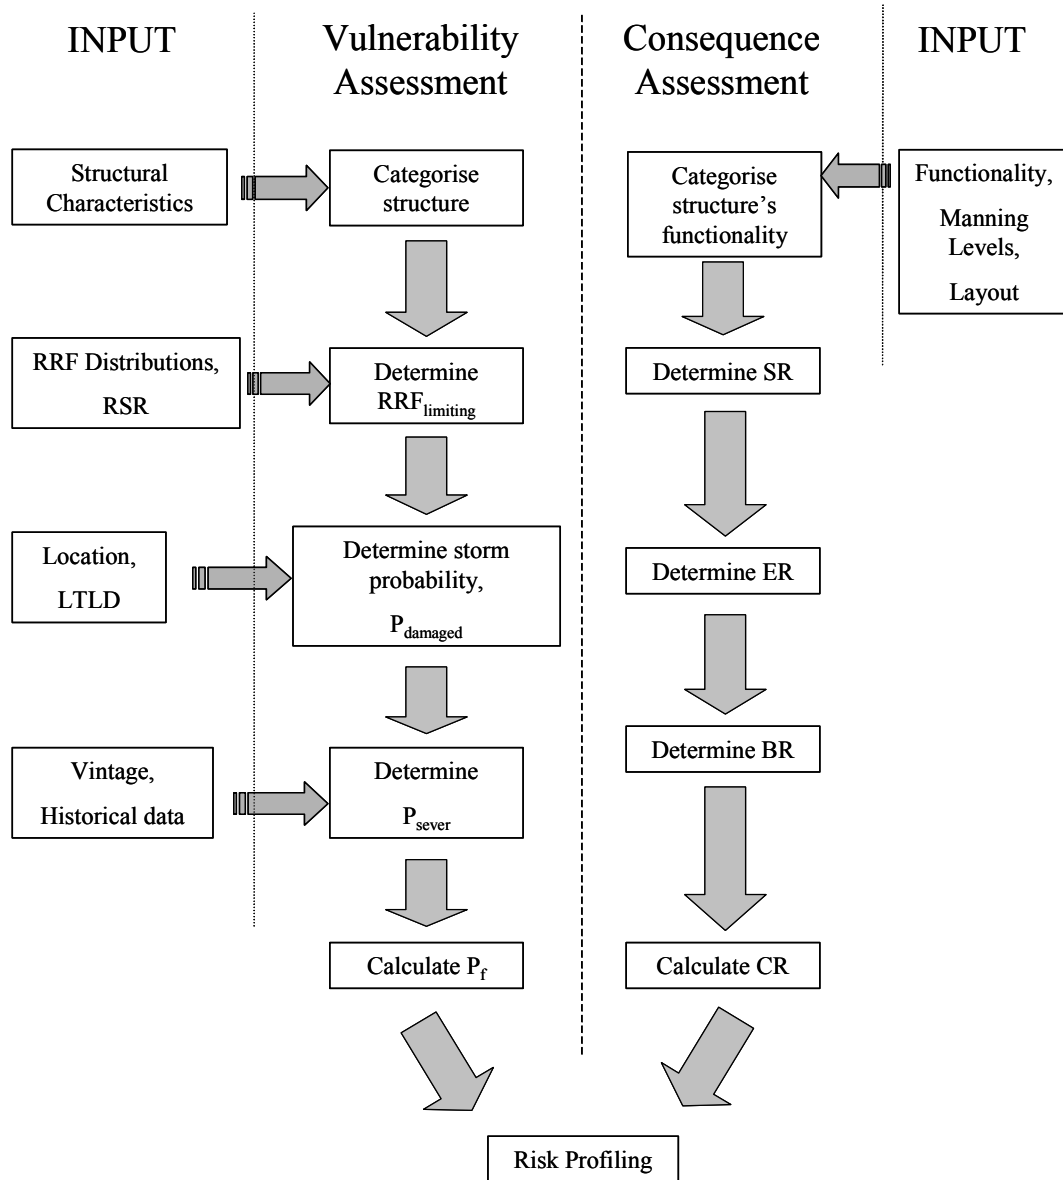 INPUT
Vulnerability
Assessment
Consequence
Assessment
INPUT
Structural
Characteristics
Categorise
structure
Categorise
structure's
functionality
Functionality,
Manning
Levels,
Layout
RRF Distributions,
RSR
Determine
RRFlimiting
Determine SR
Location,
LTLD
Determine storm
probability,
Pdamaged
Determine ER
Vintage,
Historical data
Determine
Psever
Determine BR
Calculate Pf
Calculate CR
Risk Profiling